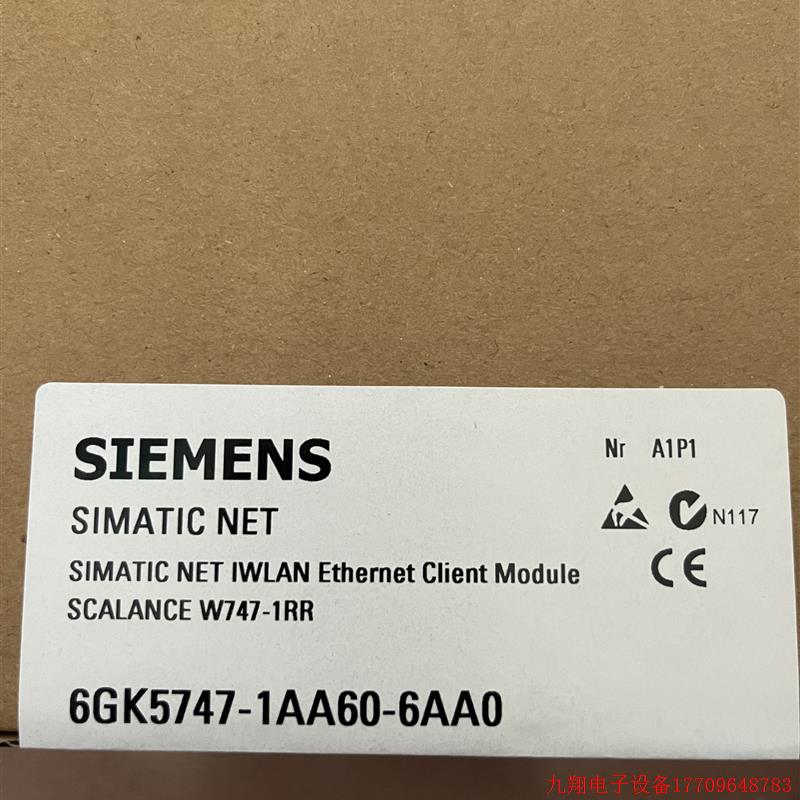 SIEMENS
Nr A1P1
SIMATIC NET
N117
SIMATIC NET IWLAN Ethernet Client Module
CE
SCALANCE W747-1RR
6GK5747-1AA60-6AA0
九翔电子设备17709648783